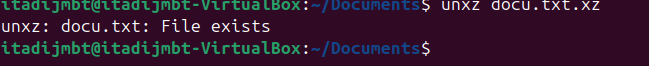 itadijmbt@itadijmbt-VirtualBox:~/Documents$ unxz docu.txt.xz
unxz: docu.txt: File exists
itadijmbt@itadijmbt-VirtualBox:~/Documents$